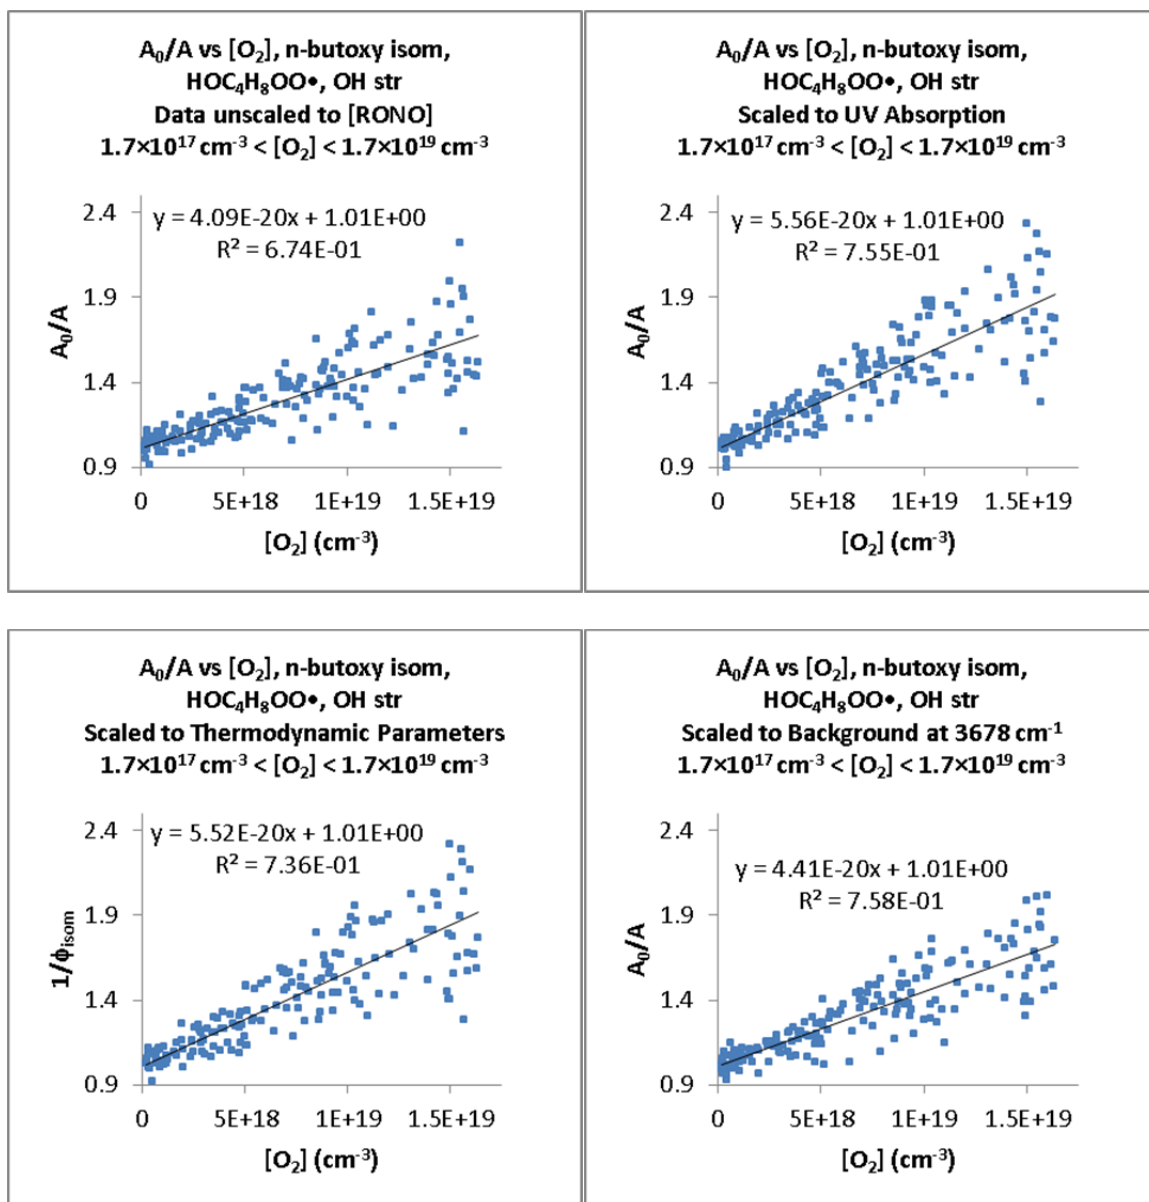 A₀/A vs [O₂], n-butoxy isom,
HOC₄H₈OO•, OH str
Data unscaled to [RONO]
1.7×10¹⁷ cm⁻³ < [O₂] < 1.7×10¹⁹ cm⁻³
y = 4.09E-20x + 1.01E+00
R² = 6.74E-01
A₀/A
2.4
1.9
1.4
0.9
0 5E+18 1E+19 1.5E+19
[O₂] (cm⁻³)
A₀/A vs [O₂], n-butoxy isom,
HOC₄H₈OO•, OH str
Scaled to UV Absorption
1.7×10¹⁷ cm⁻³ < [O₂] < 1.7×10¹⁹ cm⁻³
y = 5.56E-20x + 1.01E+00
R² = 7.55E-01
A₀/A
2.4
1.9
1.4
0.9
0 5E+18 1E+19 1.5E+19
[O₂] (cm⁻³)
A₀/A vs [O₂], n-butoxy isom,
HOC₄H₈OO•, OH str
Scaled to Thermodynamic Parameters
1.7×10¹⁷ cm⁻³ < [O₂] < 1.7×10¹⁹ cm⁻³
y = 5.52E-20x + 1.01E+00
R² = 7.36E-01
1/ϕᵢₛₒₘ
2.4
1.9
1.4
0.9
0 5E+18 1E+19 1.5E+19
[O₂] (cm⁻³)
A₀/A vs [O₂], n-butoxy isom,
HOC₄H₈OO•, OH str
Scaled to Background at 3678 cm⁻¹
1.7×10¹⁷ cm⁻³ < [O₂] < 1.7×10¹⁹ cm⁻³
y = 4.41E-20x + 1.01E+00
R² = 7.58E-01
A₀/A
2.4
1.9
1.4
0.9
0 5E+18 1E+19 1.5E+19
[O₂] (cm⁻³)